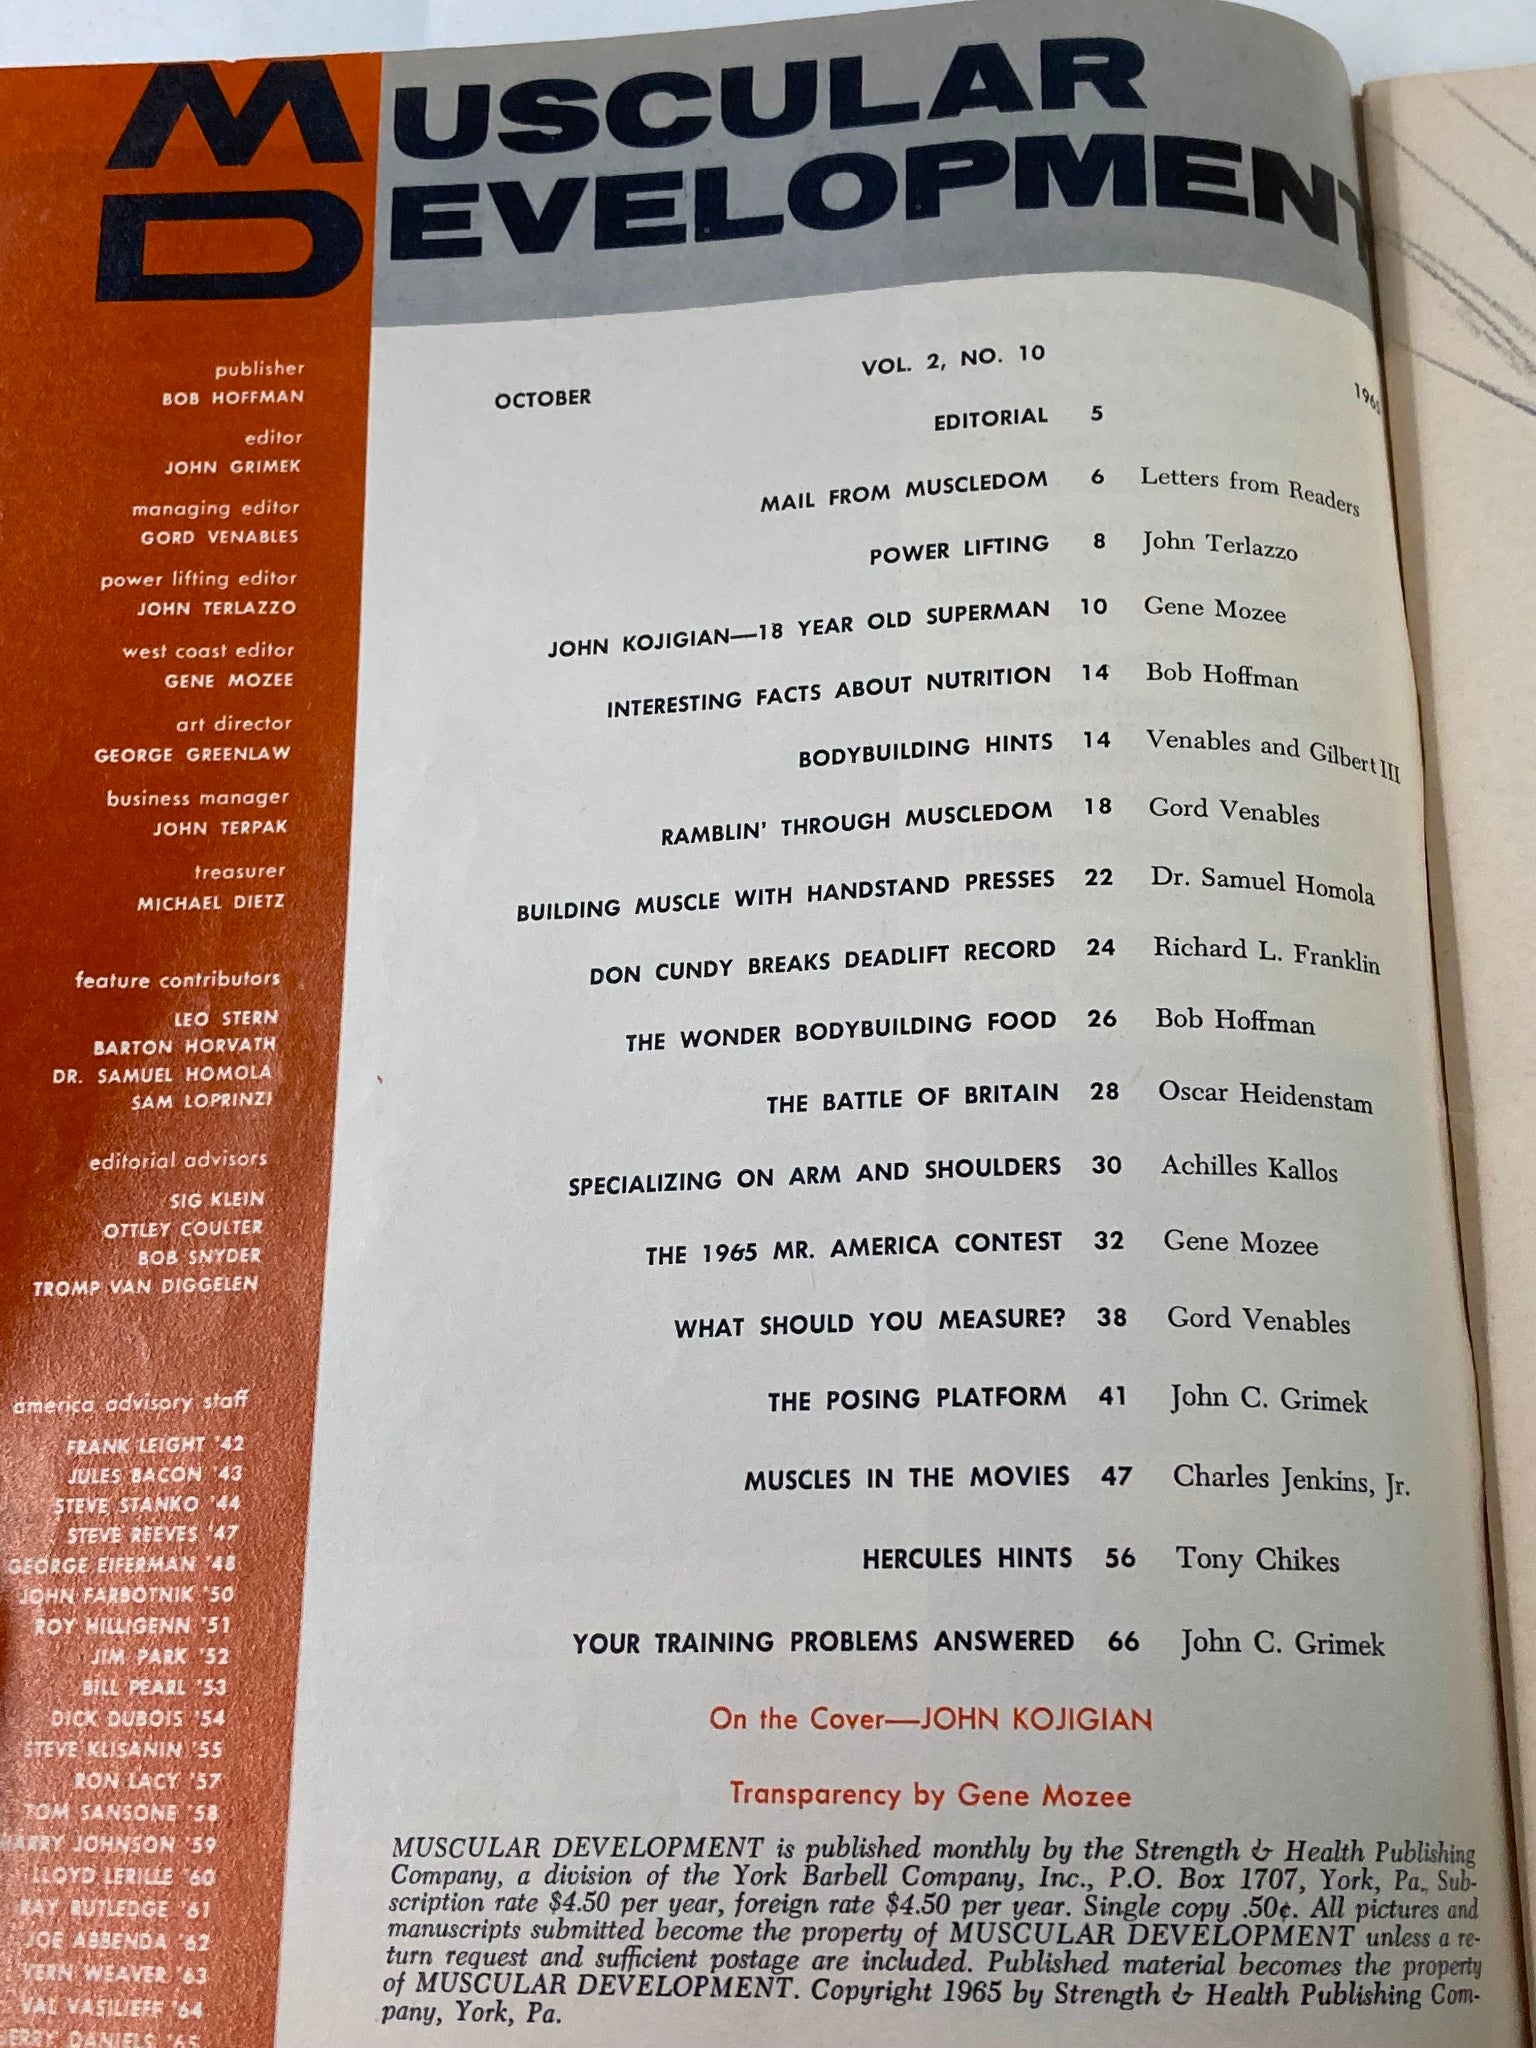 MUSCULAR
DEVELOPMENT
publisher
BOB HOFFMAN
editor
JOHN GRIMEK
managing editor
GORD VENABLES
power lifting editor
JOHN TERLAZZO
west coast editor
GENE MOZEE
art director
GEORGE GREENLAW
business manager
JOHN TERPAK
treasurer
MICHAEL DIETZ
feature contributors
LEO STERN
BARTON HORVATH
DR. SAMUEL HOMOLA
SAM LOPRINZI
editorial advisors
SIG KLEIN
OTTLEY COULTER
BOB SNYDER
TROMP VAN DIGGELEN
america advisory staff
FRANK LEIGHT '42
JULES BACON '43
STEVE STANKO '44
STEVE REEVES '47
GEORGE EIFERMAN '48
JOHN FARBOTNIK '50
ROY HILLIGENN '51
JIM PARK '52
BILL PEARL '53
DICK DUBOIS '54
STEVE KLISANIN '55
RON LACY '57
TOM SANSONE '58
HARRY JOHNSON '59
LLOYD LERILLE '60
RAY RUTLEDGE '61
JOE ABBENDA '62
VERN WEAVER '63
VAL VASILIEFF '64
DANIELS '65
VOL. 2, NO. 10
OCTOBER 1965
EDITORIAL 5
MAIL FROM MUSCLEDOM 6 Letters from Readers
POWER LIFTING 8 John Terlazzo
JOHN KOJIGIAN—18 YEAR OLD SUPERMAN 10 Gene Mozee
INTERESTING FACTS ABOUT NUTRITION 14 Bob Hoffman
BODYBUILDING HINTS 14 Venables and Gilbert III
RAMBLIN' THROUGH MUSCLEDOM 18 Gord Venables
BUILDING MUSCLE WITH HANDSTAND PRESSES 22 Dr. Samuel Homola
DON CUNDY BREAKS DEADLIFT RECORD 24 Richard L. Franklin
THE WONDER BODYBUILDING FOOD 26 Bob Hoffman
THE BATTLE OF BRITAIN 28 Oscar Heidenstam
SPECIALIZING ON ARM AND SHOULDERS 30 Achilles Kallos
THE 1965 MR. AMERICA CONTEST 32 Gene Mozee
WHAT SHOULD YOU MEASURE? 38 Gord Venables
THE POSING PLATFORM 41 John C. Grimek
MUSCLES IN THE MOVIES 47 Charles Jenkins, Jr.
HERCULES HINTS 56 Tony Chikes
YOUR TRAINING PROBLEMS ANSWERED 66 John C. Grimek
On the Cover—JOHN KOJIGIAN
Transparency by Gene Mozee
MUSCULAR DEVELOPMENT is published monthly by the Strength & Health Publishing
Company, a division of the York Barbell Company, Inc., P.O. Box 1707, York, Pa. Sub-
scription rate $4.50 per year, foreign rate $4.50 per year. Single copy .50¢. All pictures and
manuscripts submitted become the property of MUSCULAR DEVELOPMENT unless a re-
turn request and sufficient postage are included. Published material becomes the property
of MUSCULAR DEVELOPMENT. Copyright 1965 by Strength & Health Publishing Com-
pany, York, Pa.